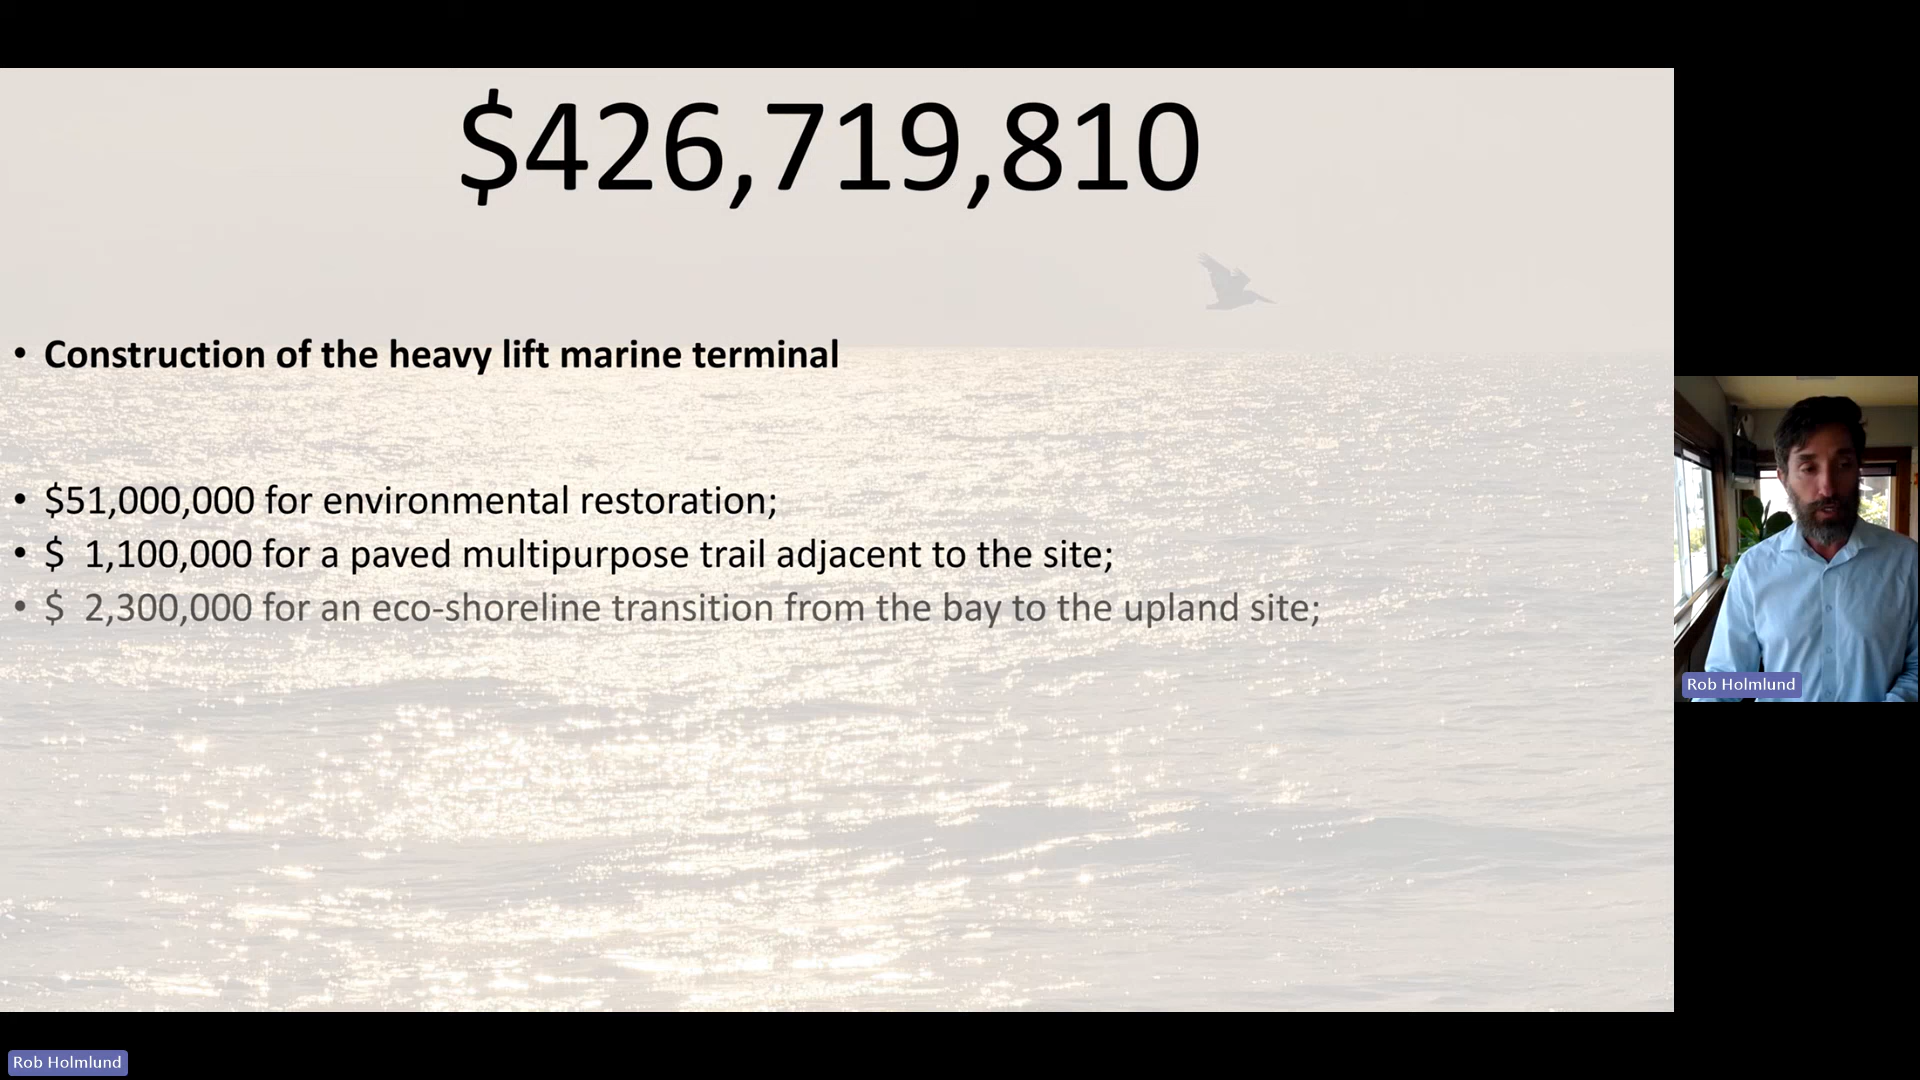 $426,719,810
• Construction of the heavy lift marine terminal
• $51,000,000 for environmental restoration;
• $  1,100,000 for a paved multipurpose trail adjacent to the site;
• $  2,300,000 for an eco-shoreline transition from the bay to the upland site;
Rob Holmlund
Rob Holmlund